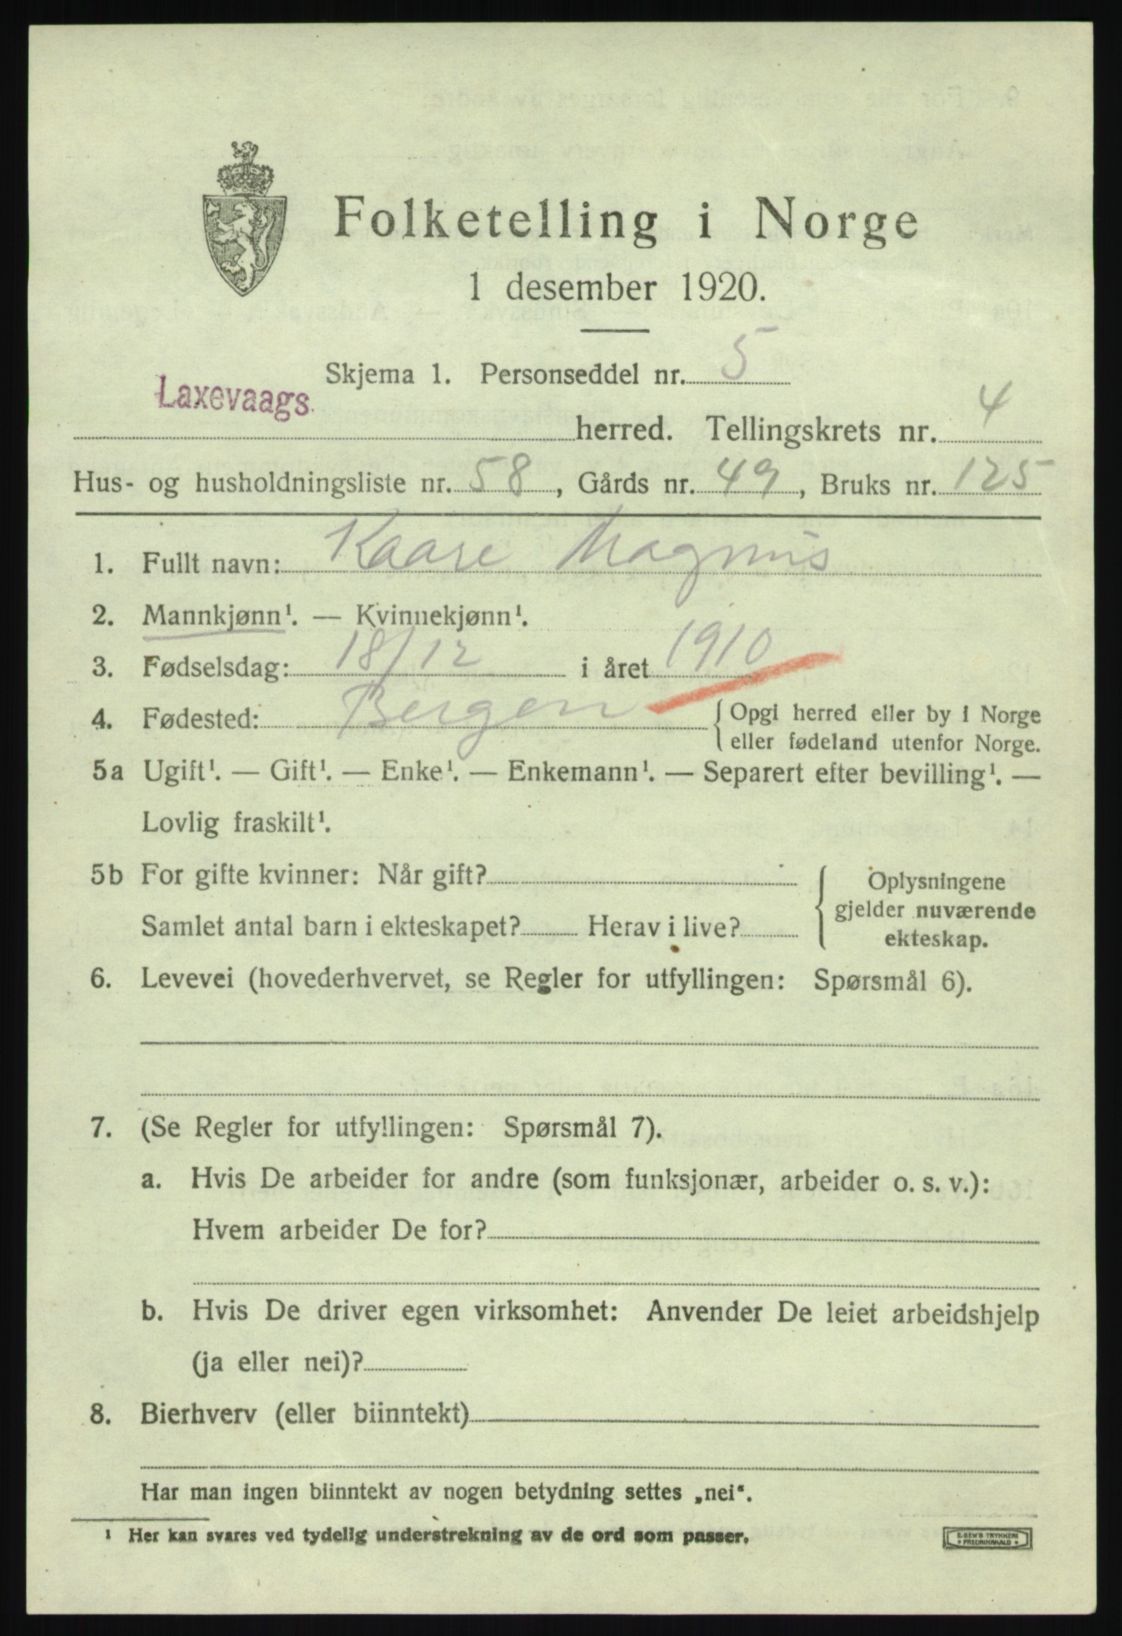 Folketelling i Norge
1 desember 1920.
Skjema 1. Personseddel nr. 5
Laxevaags herred. Tellingskrets nr. 4
Hus- og husholdningsliste nr. 58, Gårds nr. 49, Bruks nr. 125
1. Fullt navn: Kaare Magnus
2. Mannkjønn¹. — Kvinnekjønn¹.
3. Fødselsdag: 18/12 i året 1910
4. Fødested: Bergen { Opgi herred eller by i Norge
eller fødeland utenfor Norge.
5a Ugift¹. — Gift¹. — Enke¹. — Enkemann¹. — Separert efter bevilling¹. —
Lovlig fraskilt¹.
5b For gifte kvinner: Når gift?
Samlet antal barn i ekteskapet? Herav i live?
{ Oplysningene
gjelder nuværende
ekteskap.
6. Levevei (hovederhvervet, se Regler for utfyllingen: Spørsmål 6).
7. (Se Regler for utfyllingen: Spørsmål 7).
a. Hvis De arbeider for andre (som funksjonær, arbeider o. s. v.):
Hvem arbeider De for?
b. Hvis De driver egen virksomhet: Anvender De leiet arbeidshjelp
(ja eller nei)?
8. Bierhverv (eller biinntekt)
Har man ingen biinntekt av nogen betydning settes „nei".
¹ Her kan svares ved tydelig understrekning av de ord som passer.